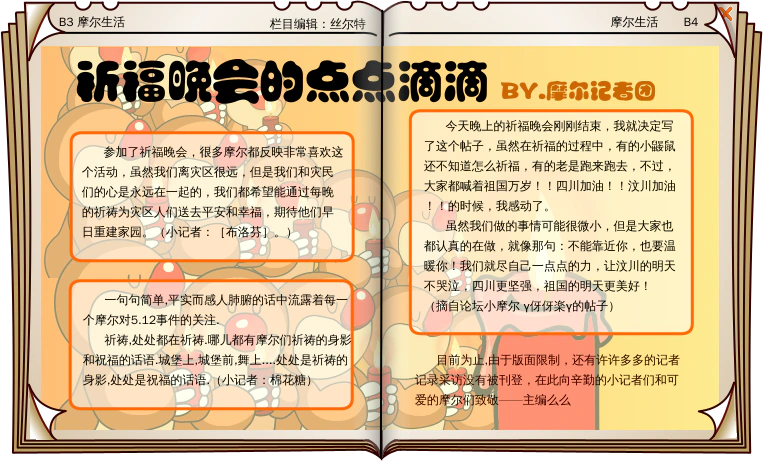 B3 摩尔生活
栏目编辑：丝尔特
摩尔生活 B4
祈福晚会的点点滴滴 BY.摩尔记者团
参加了祈福晚会，很多摩尔都反映非常喜欢这
个活动，虽然我们离灾区很远，但是我们和灾民
们的心是永远在一起的，我们都希望能通过每晚
的祈祷为灾区人们送去平安和幸福，期待他们早
日重建家园。（小记者：［布洛芬］。）
一句句简单,平实而感人肺腑的话中流露着每一
个摩尔对5.12事件的关注.
祈祷,处处都在祈祷.哪儿都有摩尔们祈祷的身影
和祝福的话语.城堡上,城堡前,舞上....处处是祈祷的
身影,处处是祝福的话语.（小记者：棉花糖）
今天晚上的祈福晚会刚刚结束，我就决定写
了这个帖子，虽然在祈福的过程中，有的小鼹鼠
还不知道怎么祈福，有的老是跑来跑去，不过，
大家都喊着祖国万岁！！四川加油！！汶川加油
！！的时候，我感动了。
虽然我们做的事情可能很微小，但是大家也
都认真的在做，就像那句：不能靠近你，也要温
暖你！我们就尽自己一点点的力，让汶川的明天
不哭泣，四川更坚强，祖国的明天更美好！
（摘自论坛小摩尔 γ伢伢栥γ的帖子）
目前为止,由于版面限制，还有许许多多的记者
记录采访没有被刊登，在此向辛勤的小记者们和可
爱的摩尔们致敬——主编么么